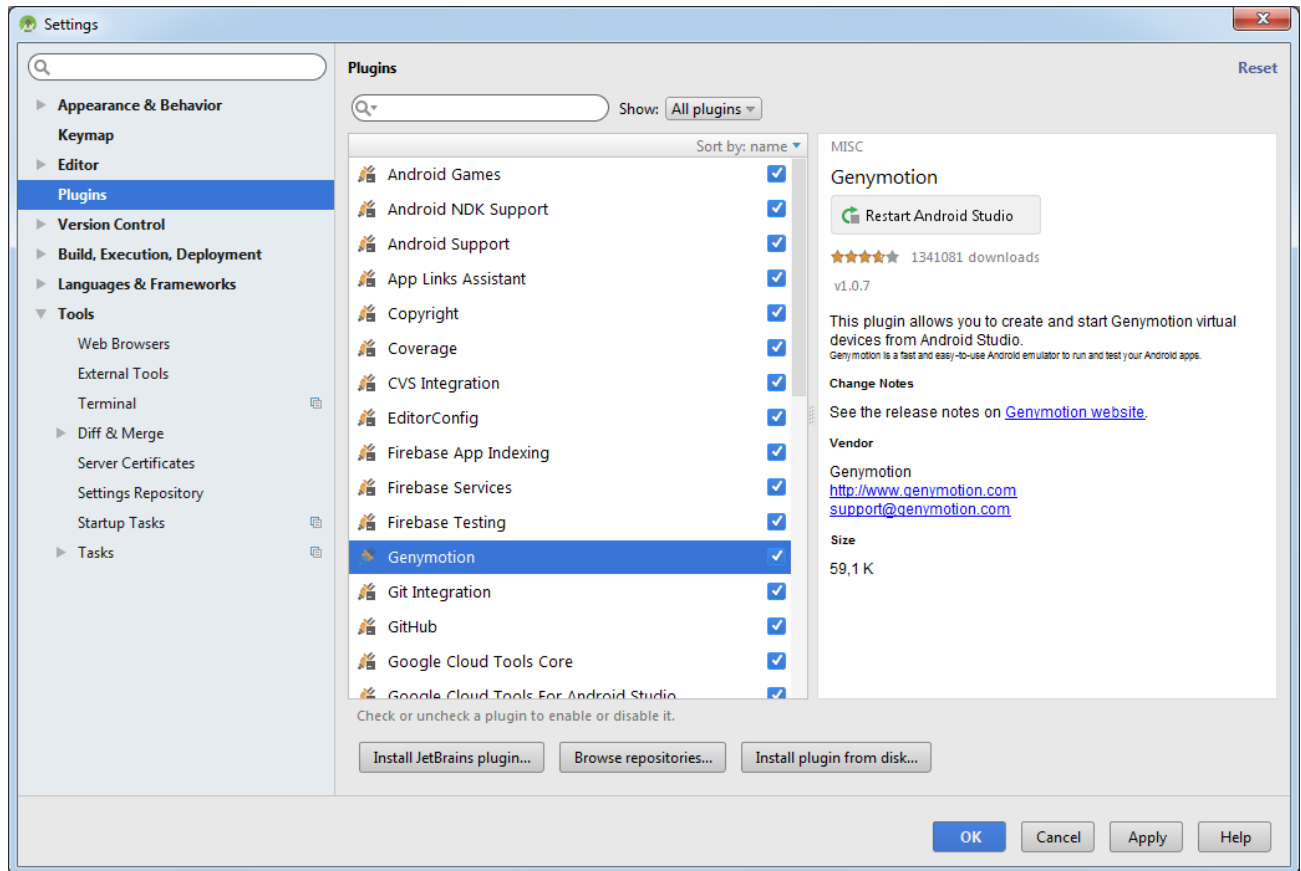 Settings
Appearance & Behavior
Keymap
Editor
Plugins
Version Control
Build, Execution, Deployment
Languages & Frameworks
Tools
Web Browsers
External Tools
Terminal
Diff & Merge
Server Certificates
Settings Repository
Startup Tasks
Tasks
Plugins
Reset
Show: All plugins
Sort by: name
Android Games
Android NDK Support
Android Support
App Links Assistant
Copyright
Coverage
CVS Integration
EditorConfig
Firebase App Indexing
Firebase Services
Firebase Testing
Genymotion
Git Integration
GitHub
Google Cloud Tools Core
Google Cloud Tools For Android Studio
Check or uncheck a plugin to enable or disable it.
Install JetBrains plugin...
Browse repositories...
Install plugin from disk...
MISC
Genymotion
Restart Android Studio
1341081 downloads
v1.0.7
This plugin allows you to create and start Genymotion virtual
devices from Android Studio.
Genymotion is a fast and easy-to-use Android emulator to run and test your Android apps.
Change Notes
See the release notes on Genymotion website.
Vendor
Genymotion
http://www.genymotion.com
support@genymotion.com
Size
59,1 K
OK
Cancel
Apply
Help